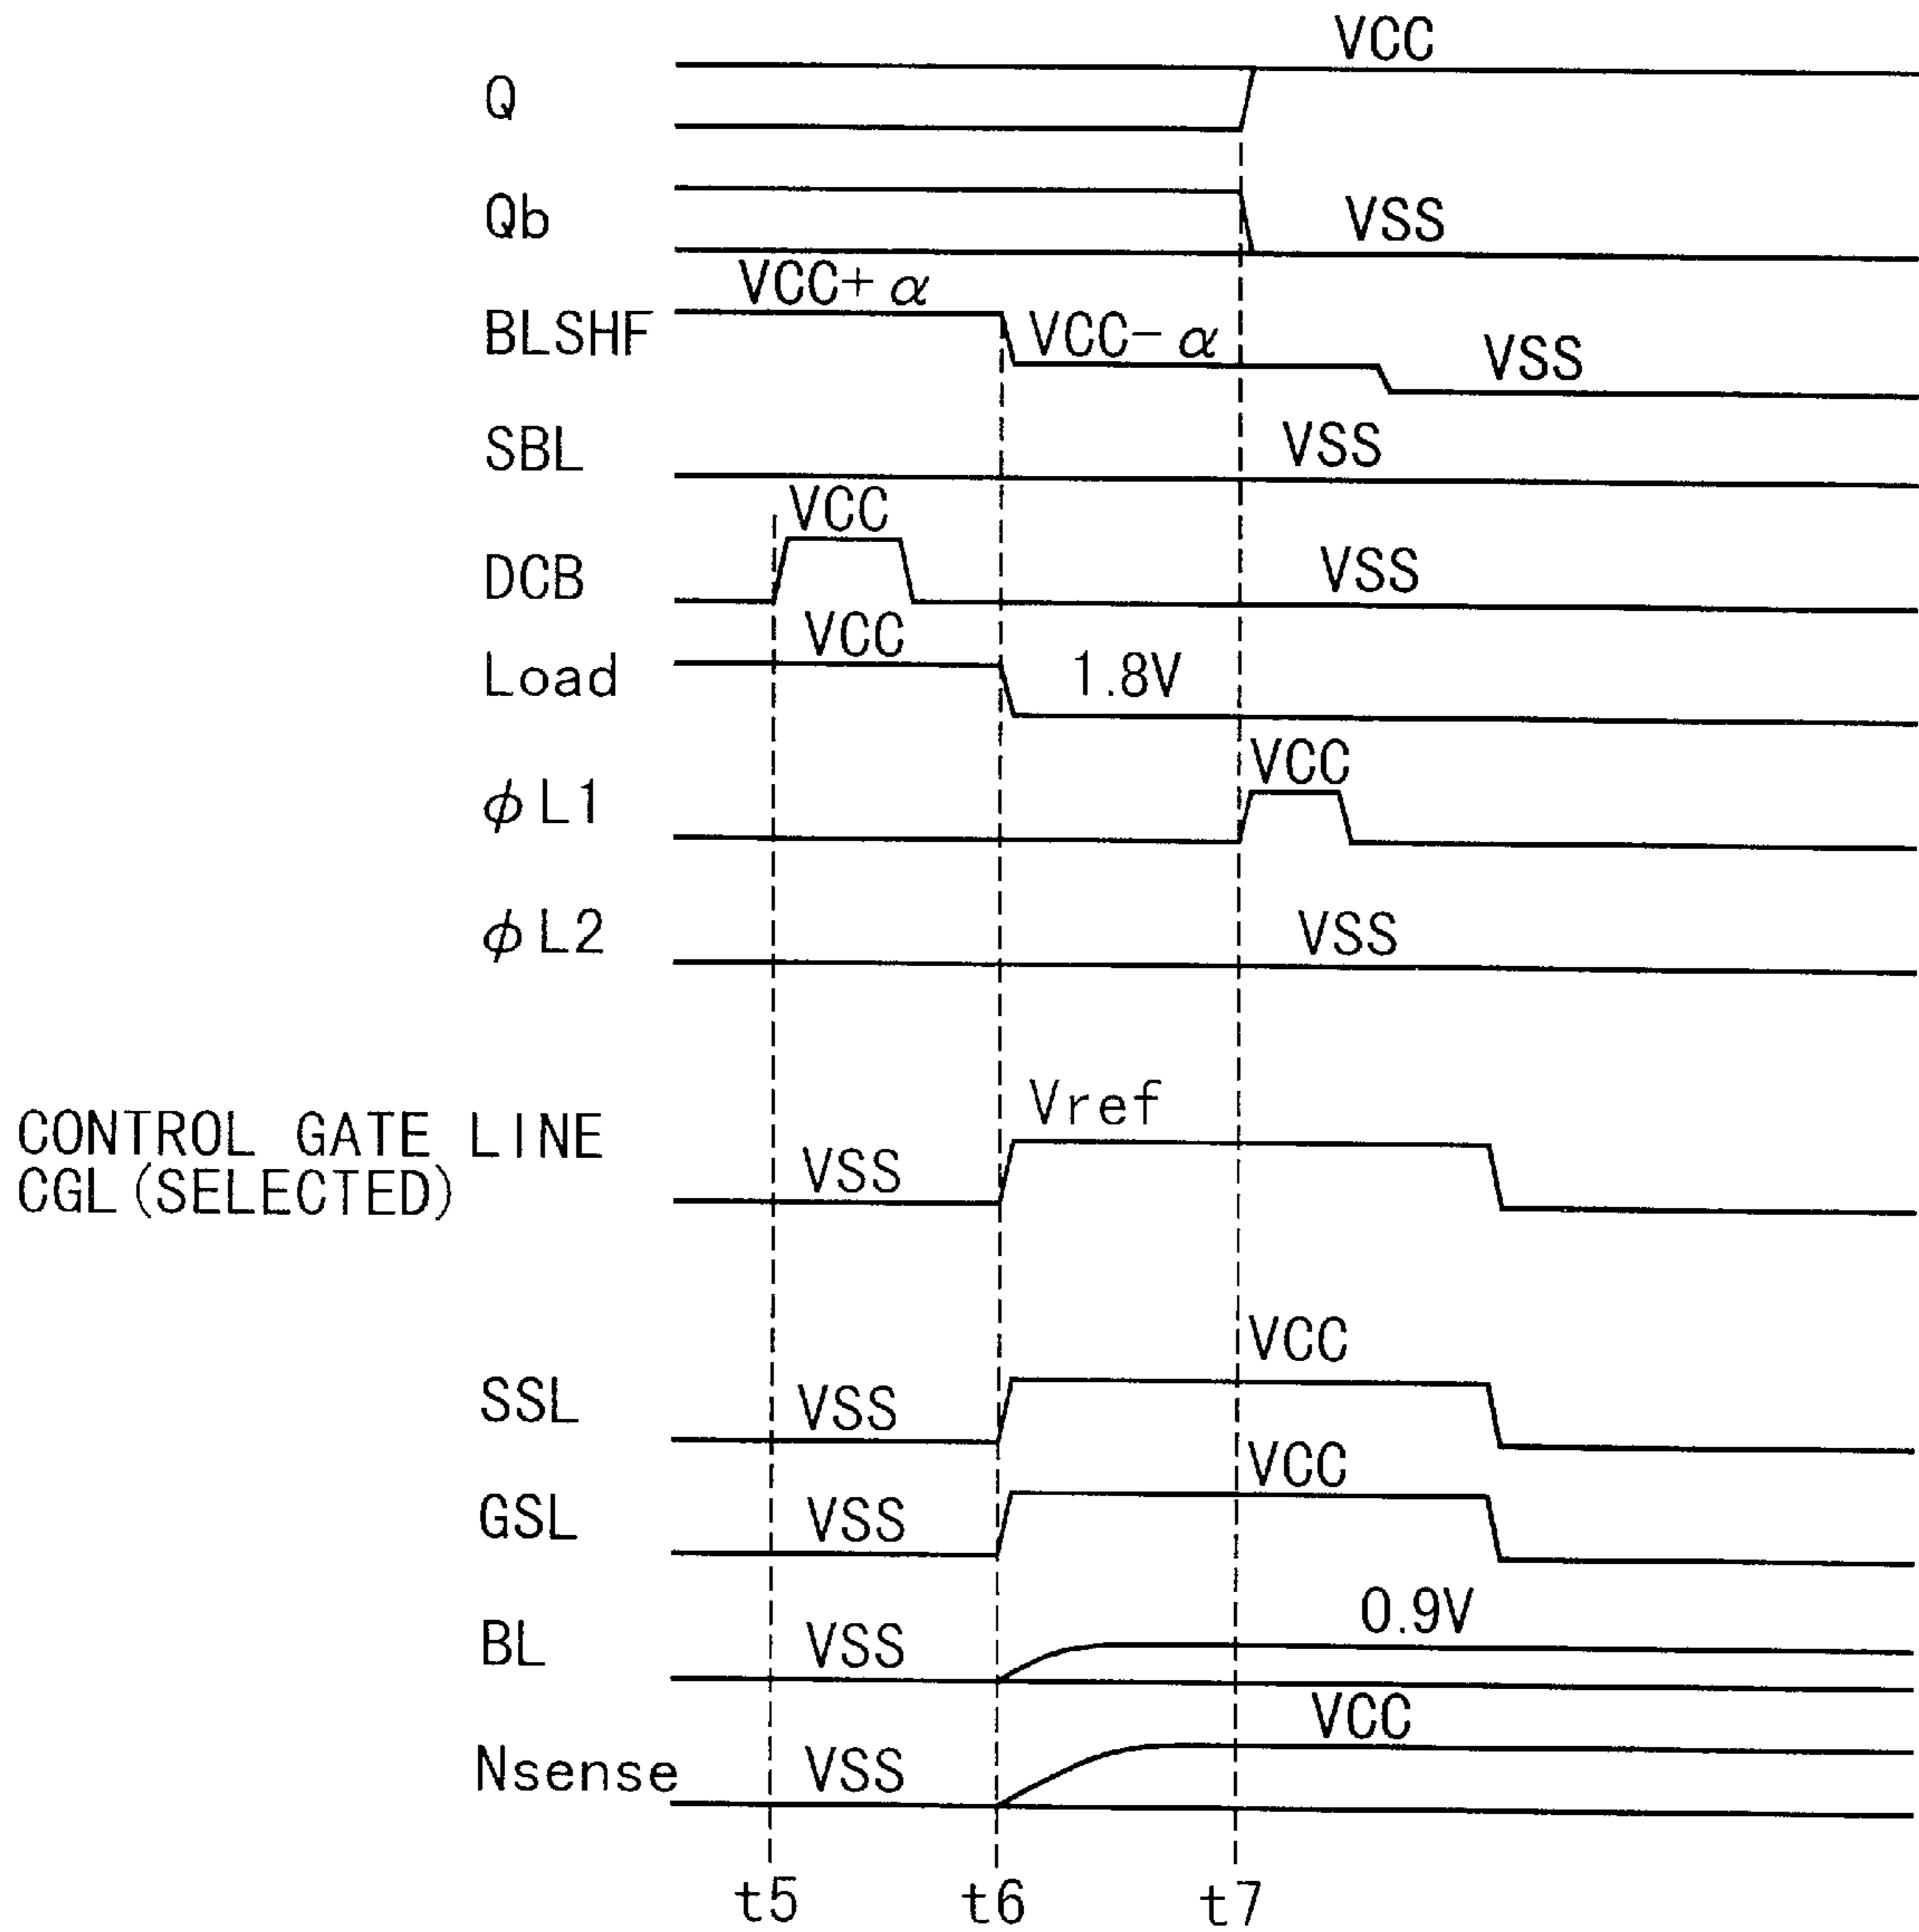 VCC
Q
Qb VSS
VCC+α
BLSHF VCC-α VSS
SBL VSS
VCC
DCB VSS
VCC
Load 1.8V
VCC
φL1
φL2 VSS
Vref
CONTROL GATE LINE
VSS
CGL(SELECTED)
VCC
SSL VSS
VCC
GSL VSS
0.9V
BL VSS
VCC
Nsense VSS
t5 t6 t7